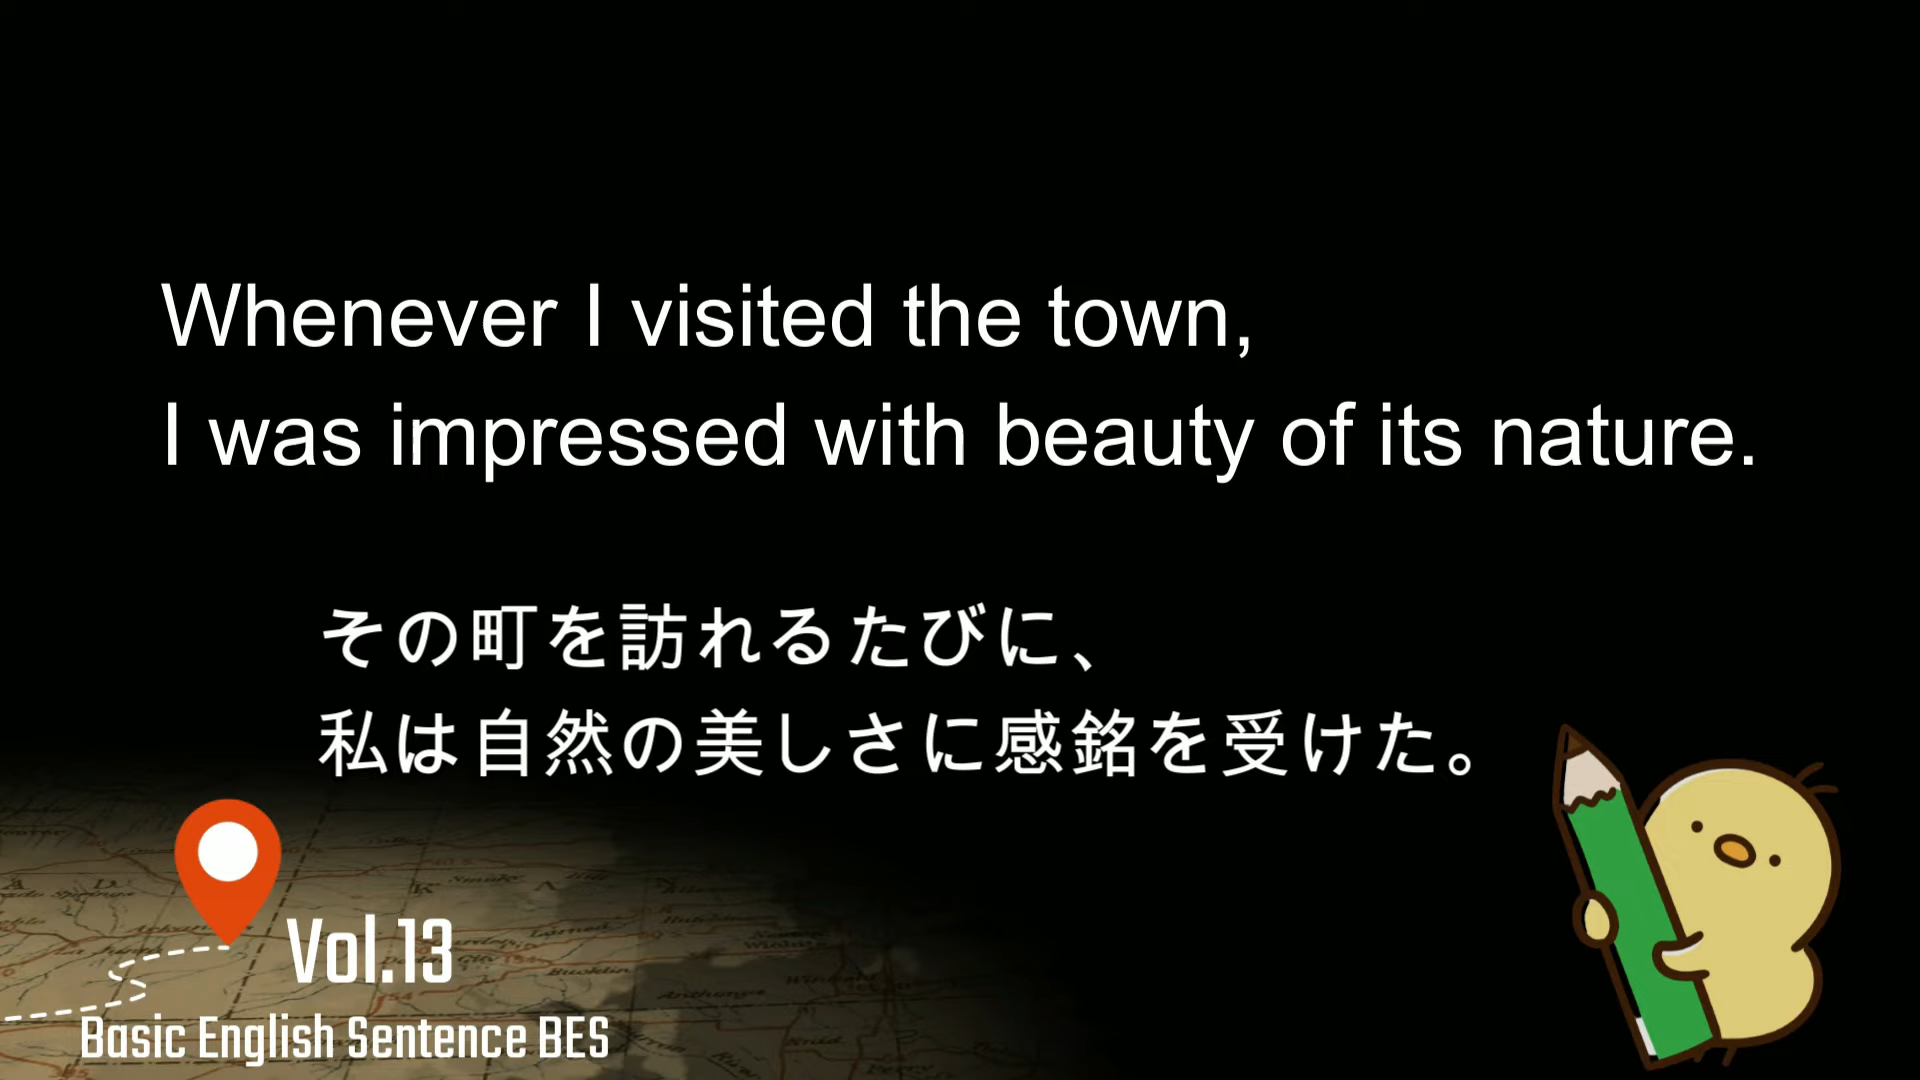 Whenever I visited the town,
I was impressed with beauty of its nature.
その町を訪れるたびに、
私は自然の美しさに感銘を受けた。
Vol.13
Basic English Sentence BES